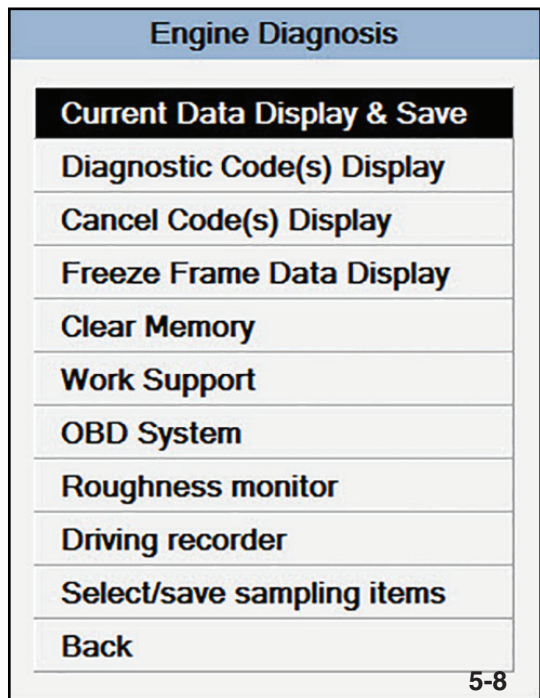 Engine Diagnosis
Current Data Display & Save
Diagnostic Code(s) Display
Cancel Code(s) Display
Freeze Frame Data Display
Clear Memory
Work Support
OBD System
Roughness monitor
Driving recorder
Select/save sampling items
Back
5-8